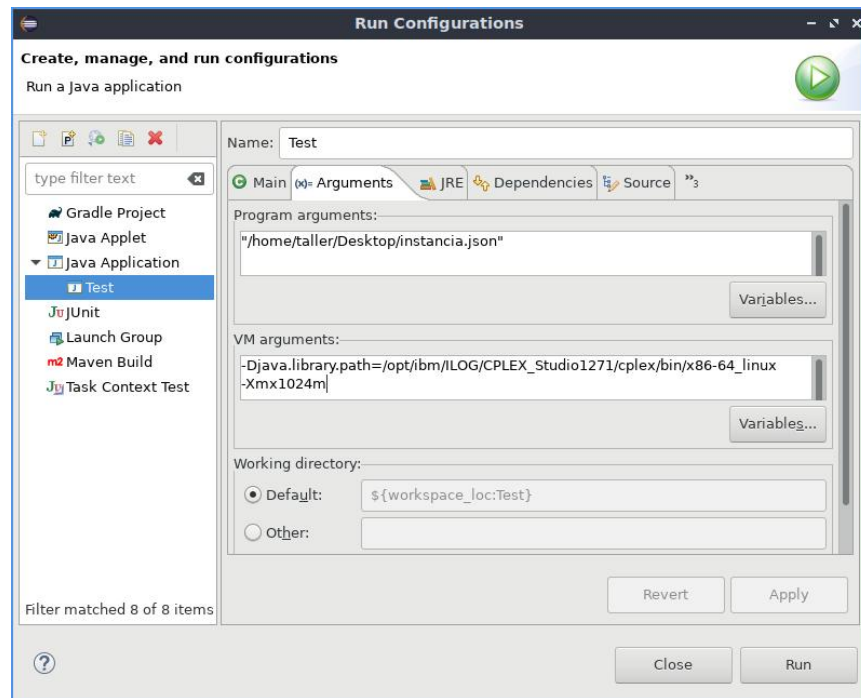 Run Configurations
Create, manage, and run configurations
Run a Java application
type filter text
Gradle Project
Java Applet
Java Application
Test
JUnit
Launch Group
m2 Maven Build
Task Context Test
Filter matched 8 of 8 items
Name: Test
Main (x)= Arguments JRE Dependencies Source »3
Program arguments:
"/home/taller/Desktop/instancia.json"
Variables...
VM arguments:
-Djava.library.path=/opt/ibm/ILOG/CPLEX_Studio1271/cplex/bin/x86-64_linux
-Xmx1024m
Variables...
Working directory:
Default: ${workspace_loc:Test}
Other:
Revert Apply
Close Run